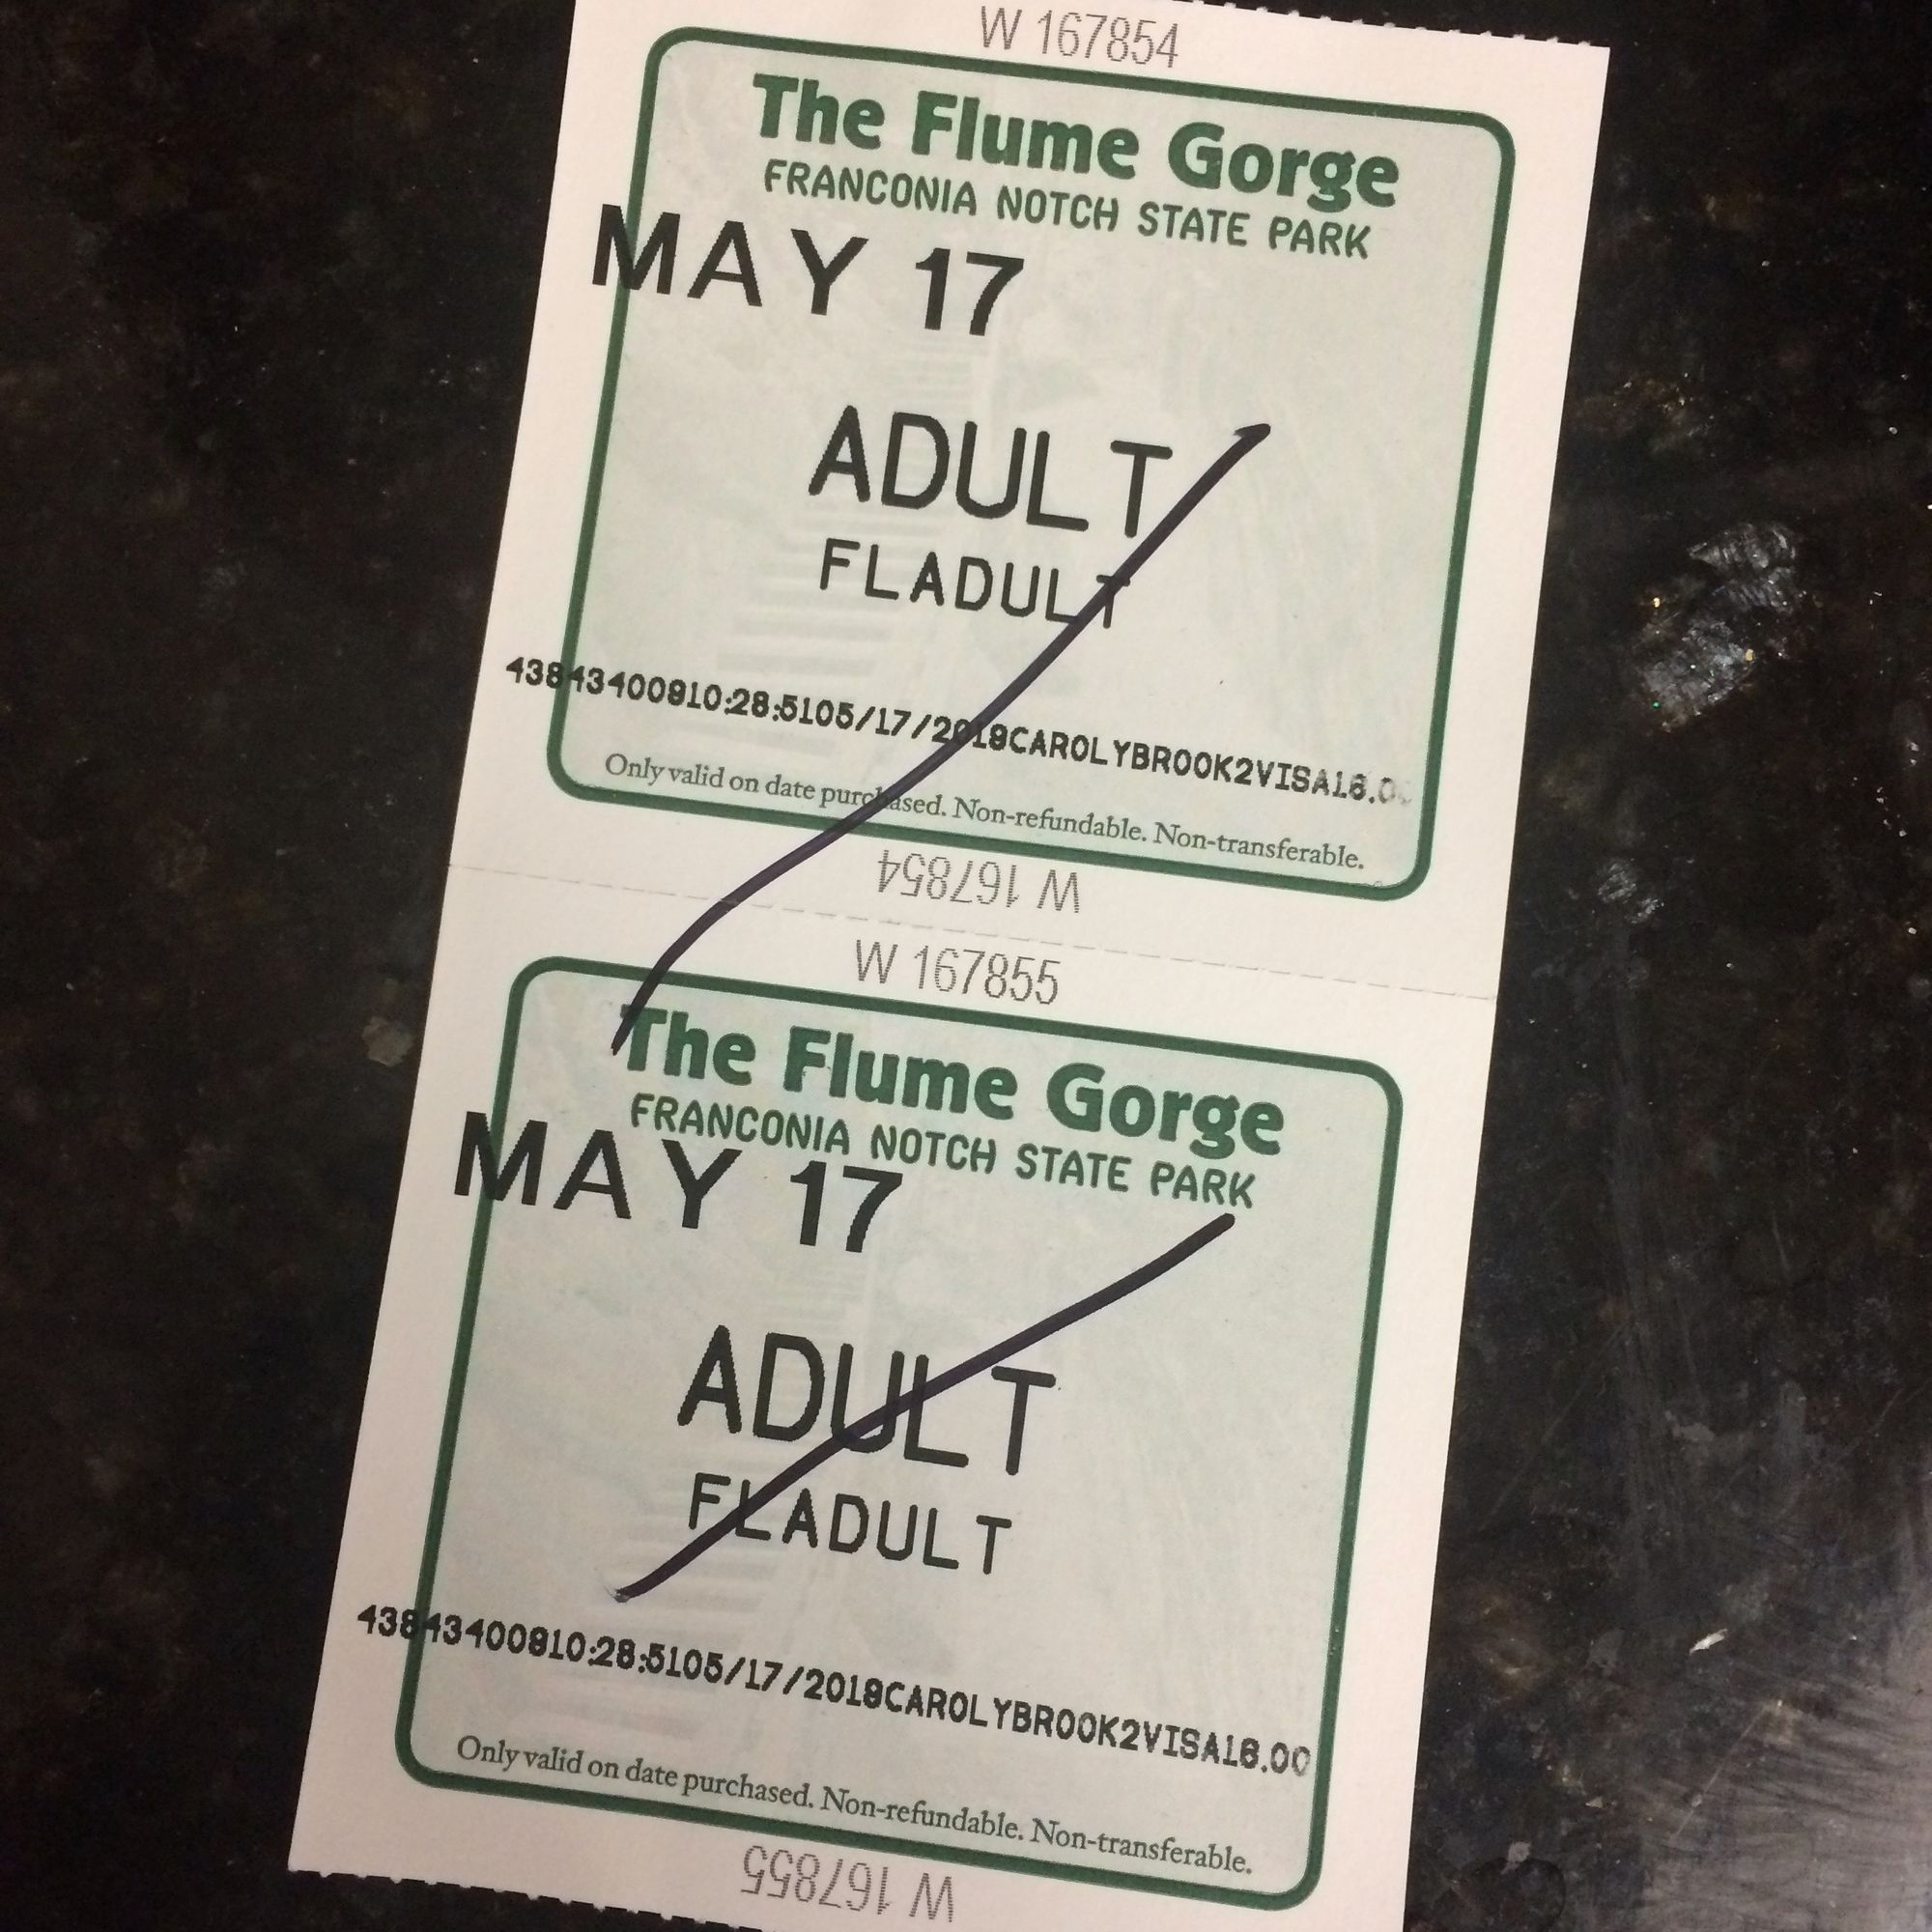 W 167854
The Flume Gorge
FRANCONIA NOTCH STATE PARK
MAY 17
ADULT
FLADULT
43843400910:28:5105/17/2019CAROLYBROOK2VISA16.00
Only valid on date purchased. Non-refundable. Non-transferable.
W 167854
W 167855
The Flume Gorge
FRANCONIA NOTCH STATE PARK
MAY 17
ADULT
FLADULT
43843400910:28:5105/17/2019CAROLYBROOK2VISA16.00
Only valid on date purchased. Non-refundable. Non-transferable.
W 167855